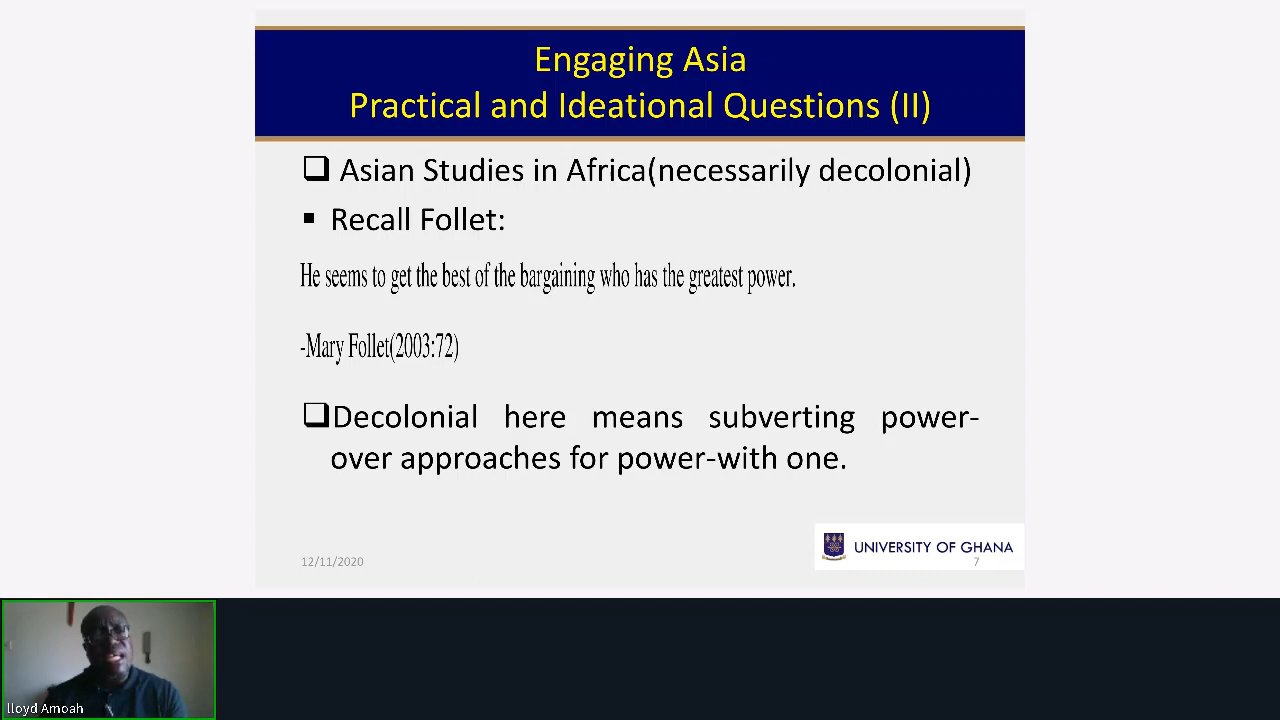 Engaging Asia
Practical and Ideational Questions (II)
Asian Studies in Africa(necessarily decolonial)
Recall Follet:
He seems to get the best of the bargaining who has the greatest power.
-Mary Follet(2003:72)
Decolonial here means subverting power-
over approaches for power-with one.
UNIVERSITY OF GHANA
12/11/2020
7
lloyd Amoah